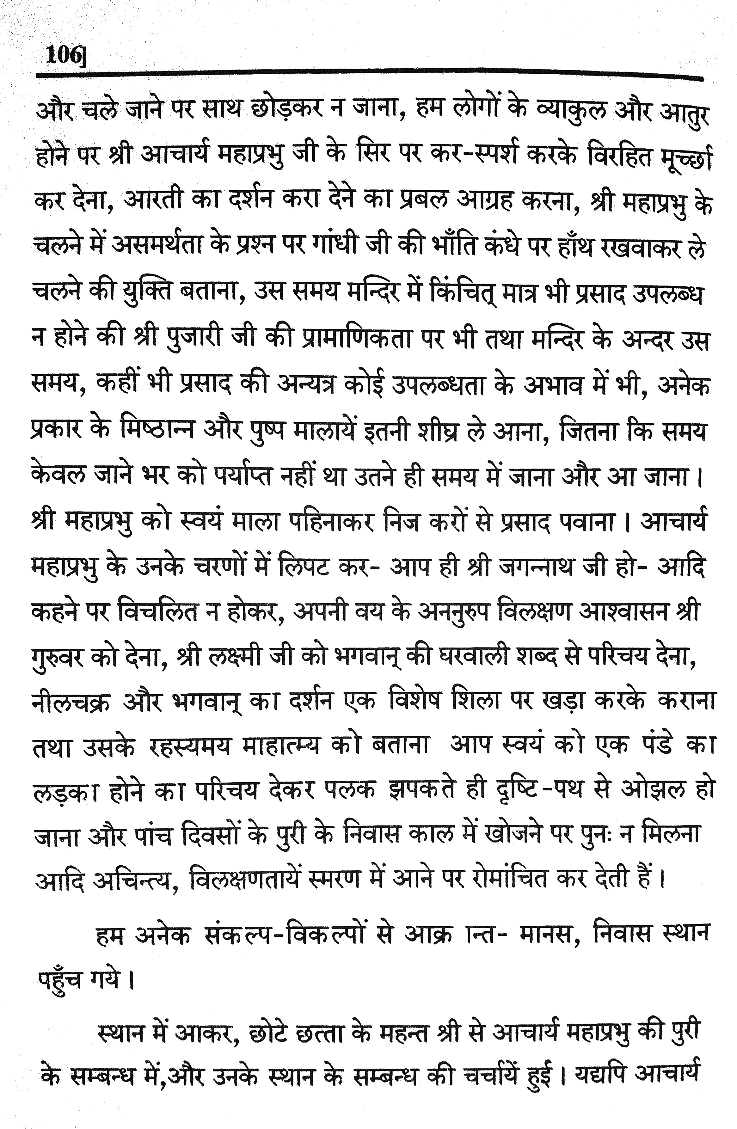 106]
और चले जाने पर साथ छोड़कर न जाना, हम लोगों के व्याकुल और आतुर
होने पर श्री आचार्य महाप्रभु जी के सिर पर कर-स्पर्श करके विरहित मूर्च्छा
कर देना, आरती का दर्शन करा देने का प्रबल आग्रह करना, श्री महाप्रभु के
चलने में असमर्थता के प्रश्न पर गांधी जी की भाँति कंधे पर हाँथ रखवाकर ले
चलने की युक्ति बताना, उस समय मन्दिर में किंचित् मात्र भी प्रसाद उपलब्ध
न होने की श्री पुजारी जी की प्रामाणिकता पर भी तथा मन्दिर के अन्दर उस
समय, कहीं भी प्रसाद की अन्यत्र कोई उपलब्धता के अभाव में भी, अनेक
प्रकार के मिष्ठान्न और पुष्प मालायें इतनी शीघ्र ले आना, जितना कि समय
केवल जाने भर को पर्याप्त नहीं था उतने ही समय में जाना और आ जाना।
श्री महाप्रभु को स्वयं माला पहिनाकर निज करों से प्रसाद पवाना। आचार्य
महाप्रभु के उनके चरणों में लिपट कर- आप ही श्री जगन्नाथ जी हो- आदि
कहने पर विचलित न होकर, अपनी वय के अननुरुप विलक्षण आश्वासन श्री
गुरुवर को देना, श्री लक्ष्मी जी को भगवान् की घरवाली शब्द से परिचय देना,
नीलचक्र और भगवान् का दर्शन एक विशेष शिला पर खड़ा करके कराना
तथा उसके रहस्यमय माहात्म्य को बताना आप स्वयं को एक पंडे का
लड़का होने का परिचय देकर पलक झपकते ही दृष्टि-पथ से ओझल हो
जाना और पांच दिवसों के पुरी के निवास काल में खोजने पर पुनः न मिलना
आदि अचिन्त्य, विलक्षणतायें स्मरण में आने पर रोमांचित कर देती हैं।
हम अनेक संकल्प-विकल्पों से आक्रान्त- मानस, निवास स्थान
पहुँच गये।
स्थान में आकर, छोटे छत्ता के महन्त श्री से आचार्य महाप्रभु की पुरी
के सम्बन्ध में,और उनके स्थान के सम्बन्ध की चर्चायें हुई। यद्यपि आचार्य